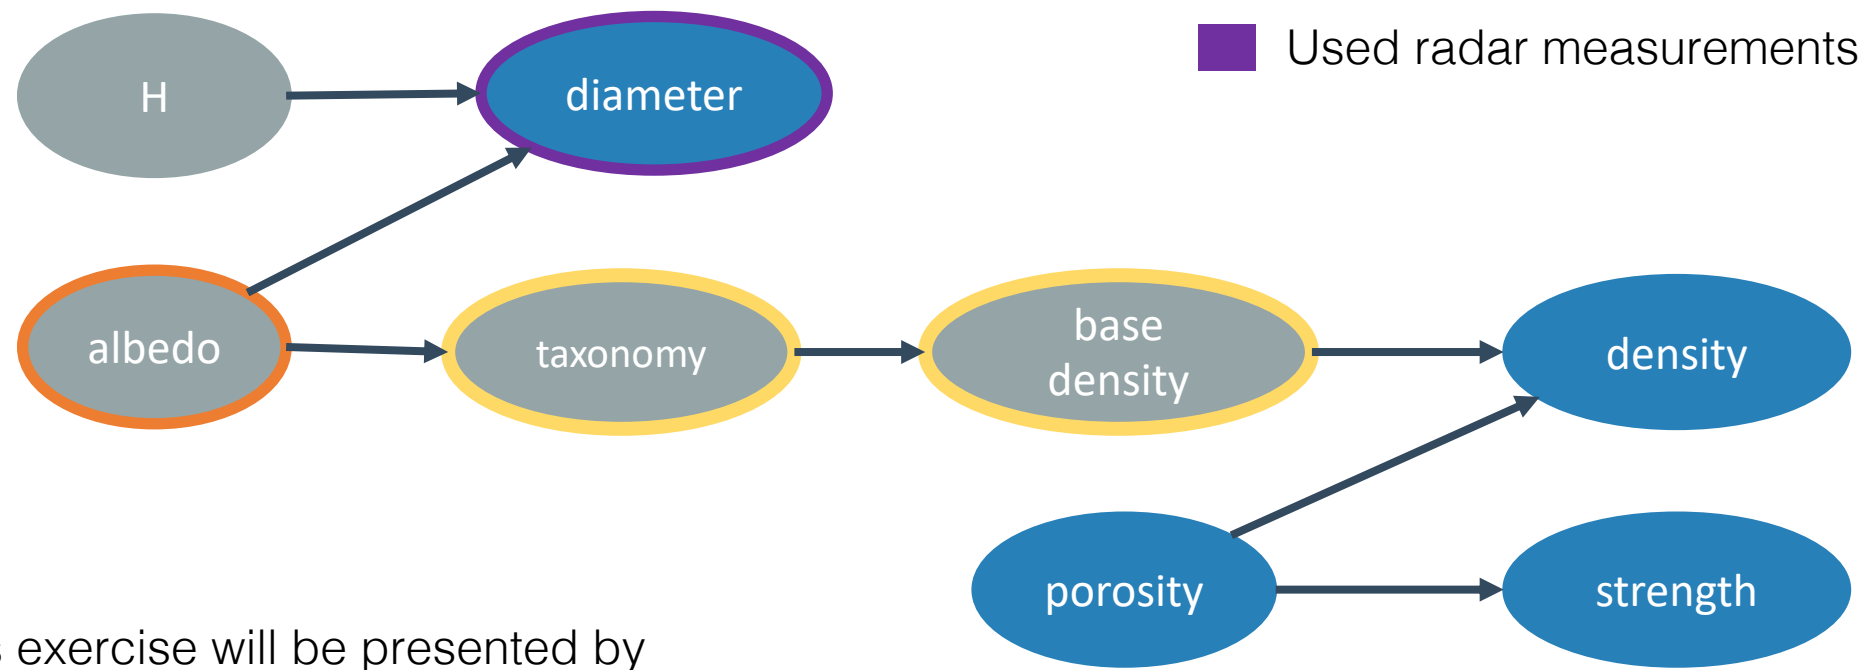 H
diameter
Used radar measurements
albedo
taxonomy
base
density
density
porosity
strength
exercise will be presented by